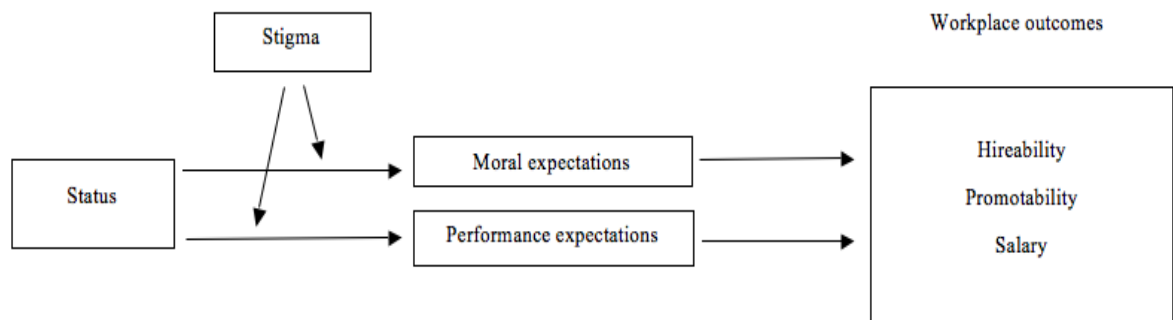 Workplace outcomes
Stigma
Status
Moral expectations
Performance expectations
Hireability
Promotability
Salary